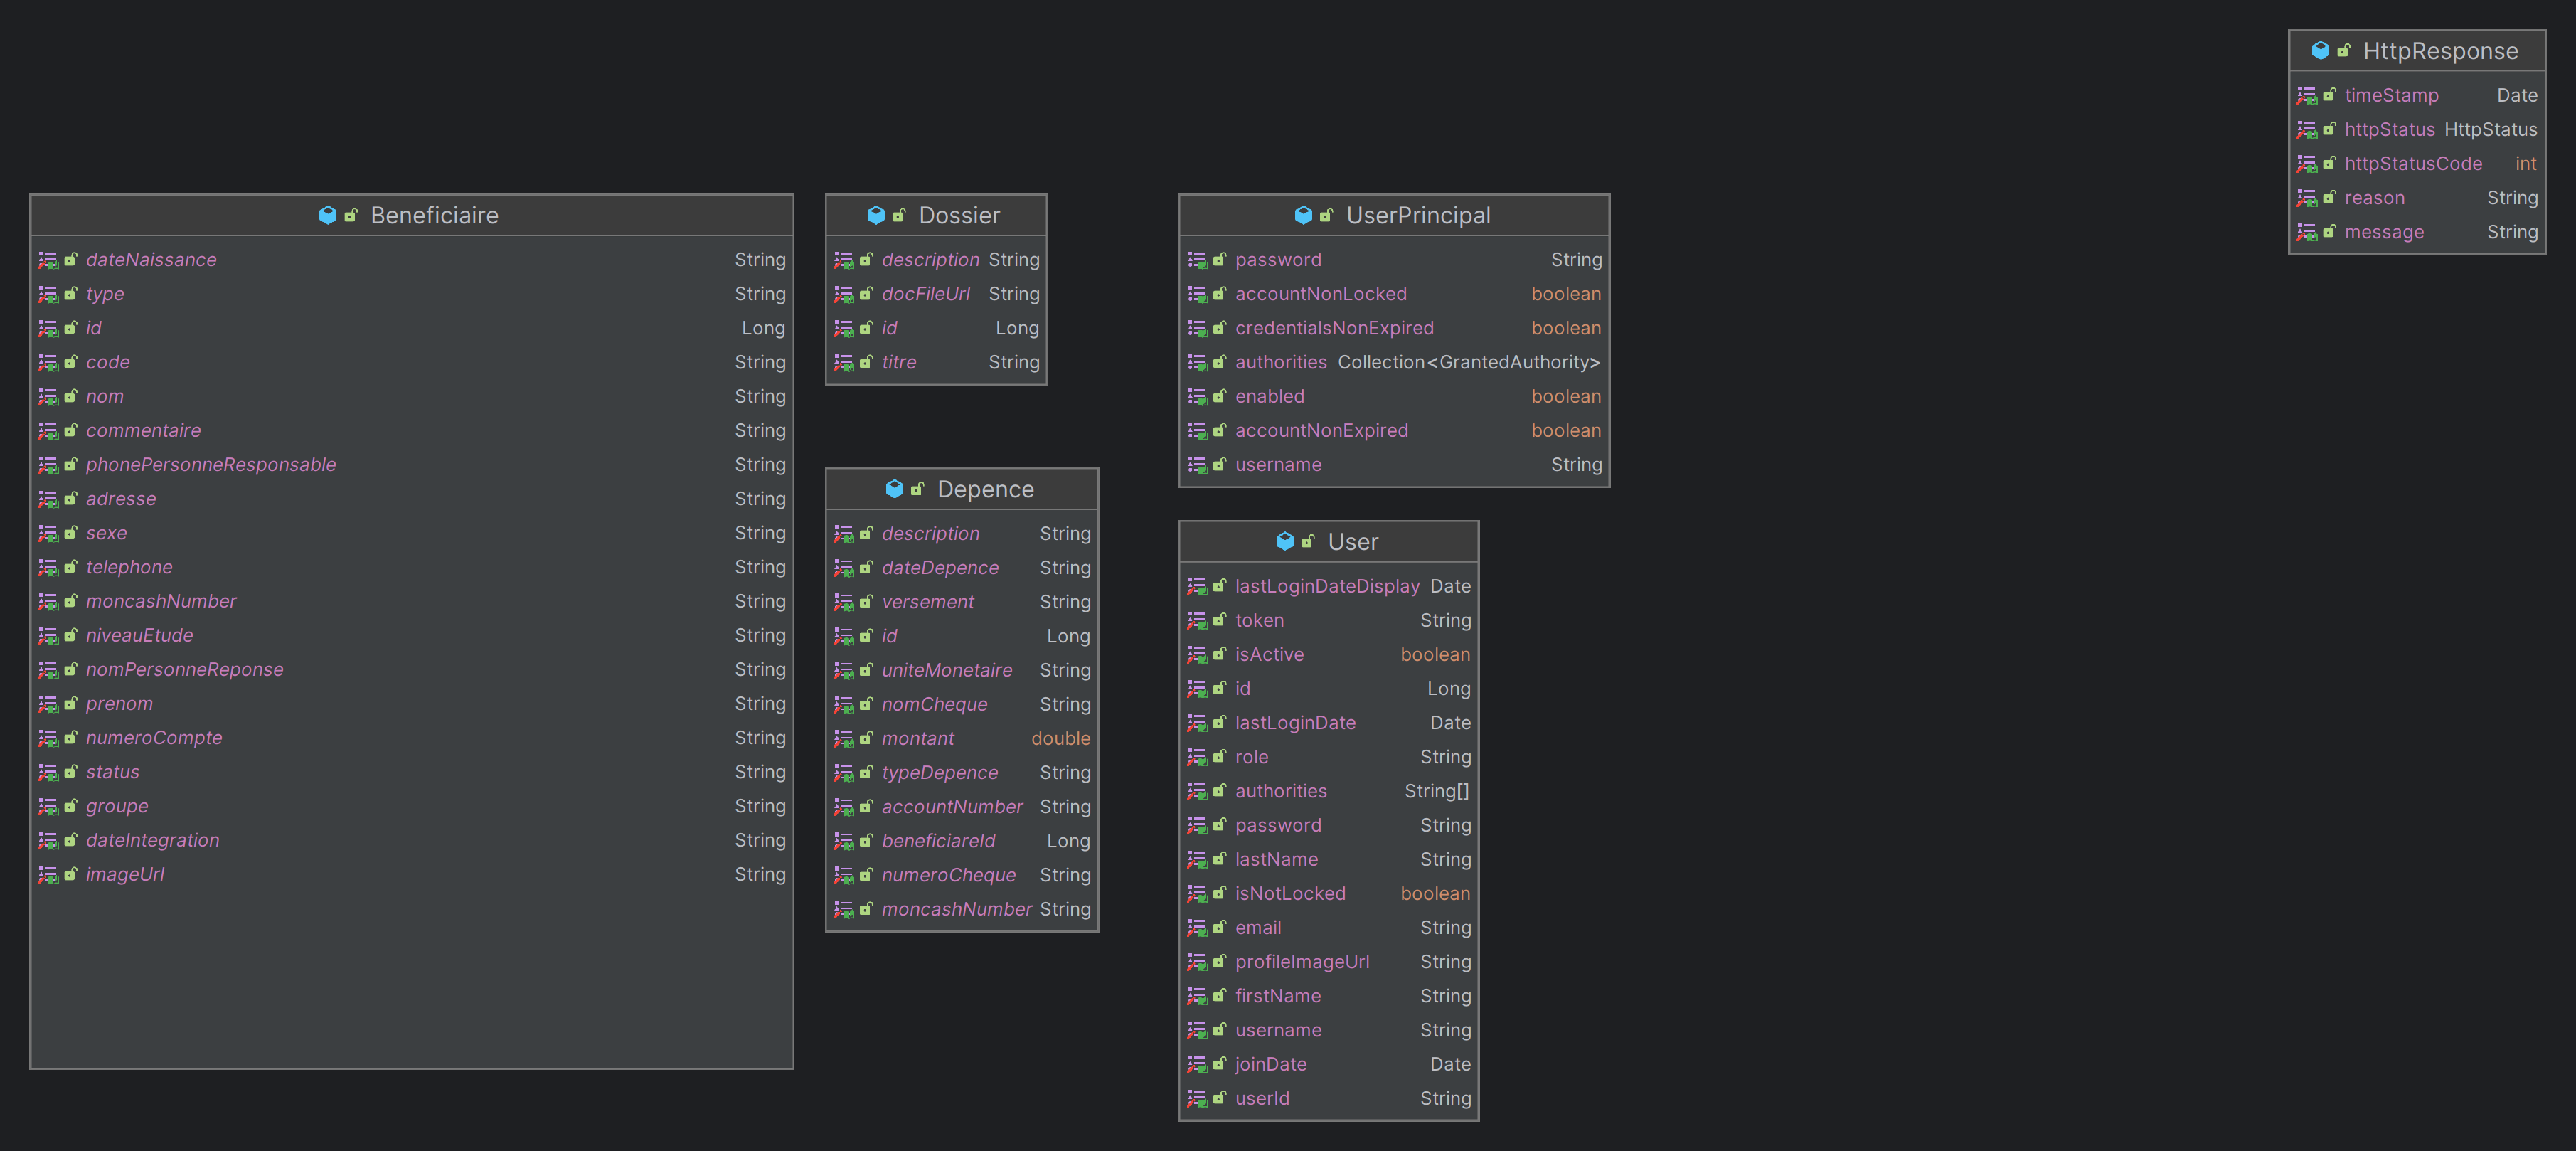 Beneficiaire
dateNaissance String
type String
id Long
code String
nom String
commentaire String
phonePersonneResponsable String
adresse String
sexe String
telephone String
moncashNumber String
niveauEtude String
nomPersonneReponse String
prenom String
numeroCompte String
status String
groupe String
dateIntegration String
imageUrl String
Dossier
description String
docFileUrl String
id Long
titre String
Depence
description String
dateDepence String
versement String
id Long
uniteMonetaire String
nomCheque String
montant double
typeDepence String
accountNumber String
beneficiareId Long
numeroCheque String
moncashNumber String
UserPrincipal
password String
accountNonLocked boolean
credentialsNonExpired boolean
authorities Collection<GrantedAuthority>
enabled boolean
accountNonExpired boolean
username String
User
lastLoginDateDisplay Date
token String
isActive boolean
id Long
lastLoginDate Date
role String
authorities String[]
password String
lastName String
isNotLocked boolean
email String
profileImageUrl String
firstName String
username String
joinDate Date
userId String
HttpResponse
timeStamp Date
httpStatus HttpStatus
httpStatusCode int
reason String
message String